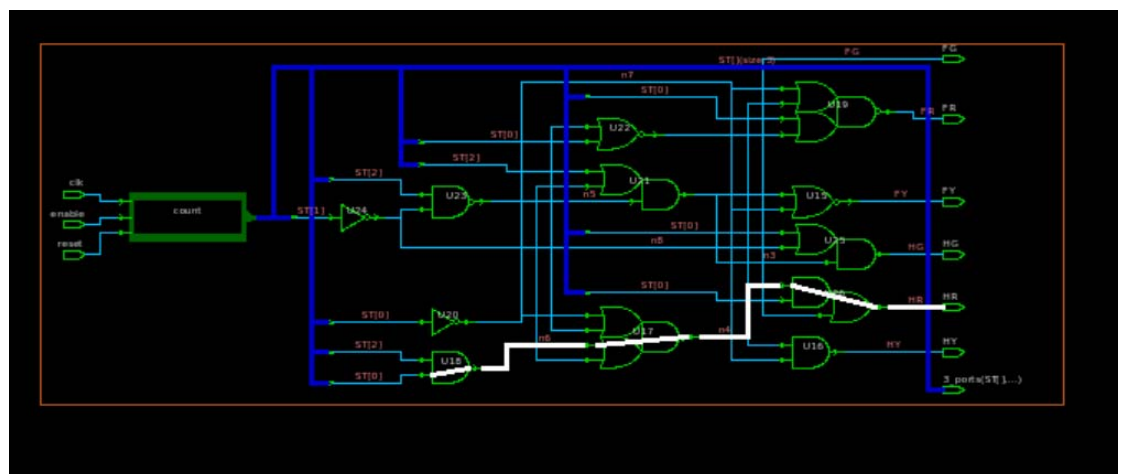 FG
FG
ST[](size:3)
n7
ST[0]
U19
FR
FR
ST[0]
U22
ST[2]
ST[2]
U21
clk
U23
n5
U15
FY
FY
count
ST[1]
U24
enable
ST[0]
n8
U25
HG
HG
reset
n3
ST[0]
HR
HR
ST[0]
U20
U17
n4
n6
U16
HY
HY
ST[2]
U18
ST[0]
3 ports(ST[]...)